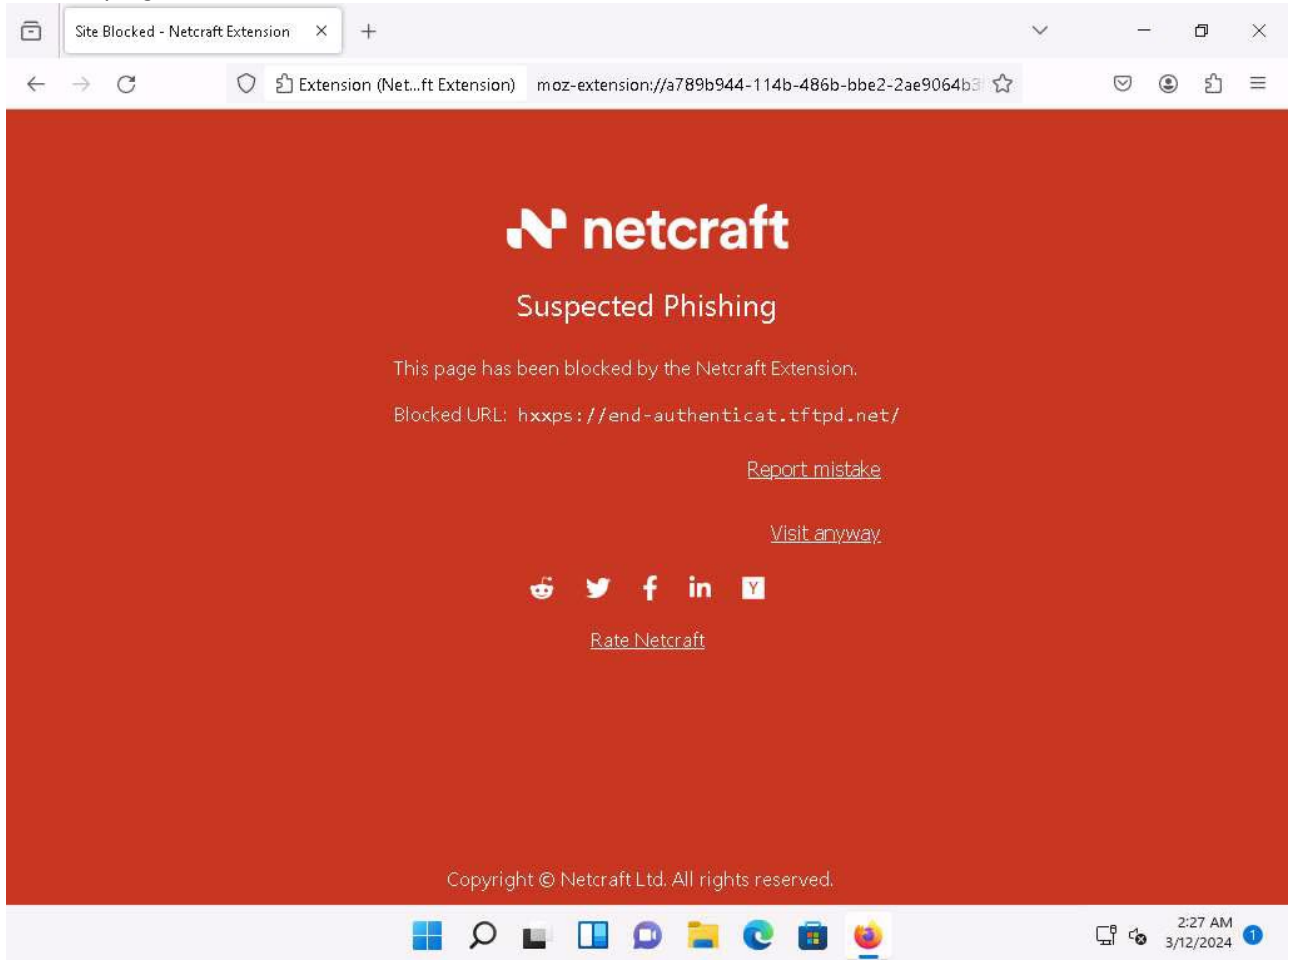 Site Blocked - Netcraft Extension
Extension (Net...ft Extension) moz-extension://a789b944-114b-486b-bbe2-2ae9064b3
netcraft
Suspected Phishing
This page has been blocked by the Netcraft Extension.
Blocked URL: hxxps://end-authenticat.tftpd.net/
Report mistake
Visit anyway
Rate Netcraft
Copyright © Netcraft Ltd. All rights reserved.
2:27 AM
3/12/2024
1